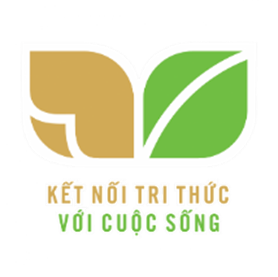 KẾT NỐI TRI THỨC
VỚI CUỘC SỐNG